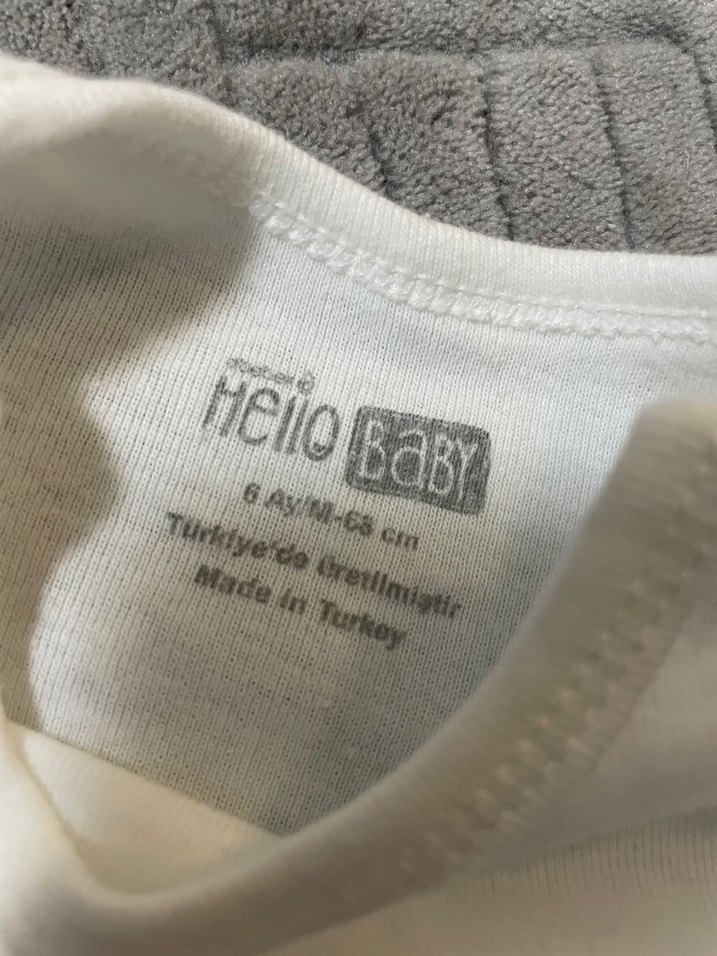 HELLO BABY
6 Ay/M-68 cm
Türkiye'de üretilmiştir
Made in Turkey